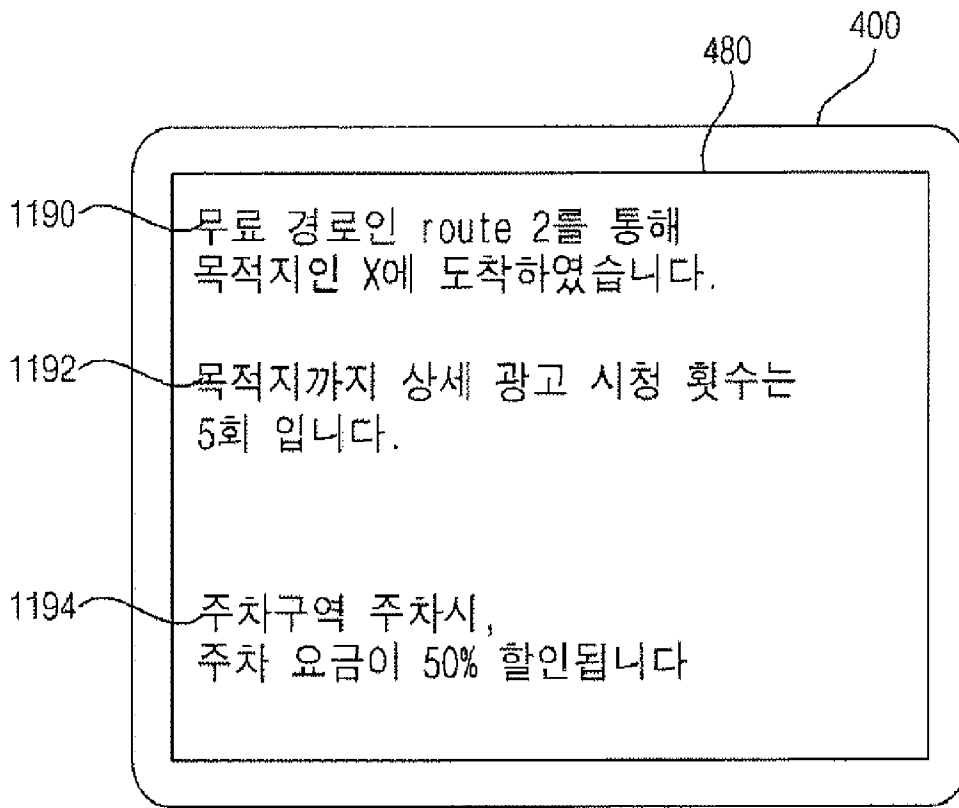 400
480
1190
무료 경로인 route 2를 통해
목적지인 X에 도착하였습니다.
1192
목적지까지 상세 광고 시청 횟수는
5회 입니다.
1194
주차구역 주차시,
주차 요금이 50% 할인됩니다